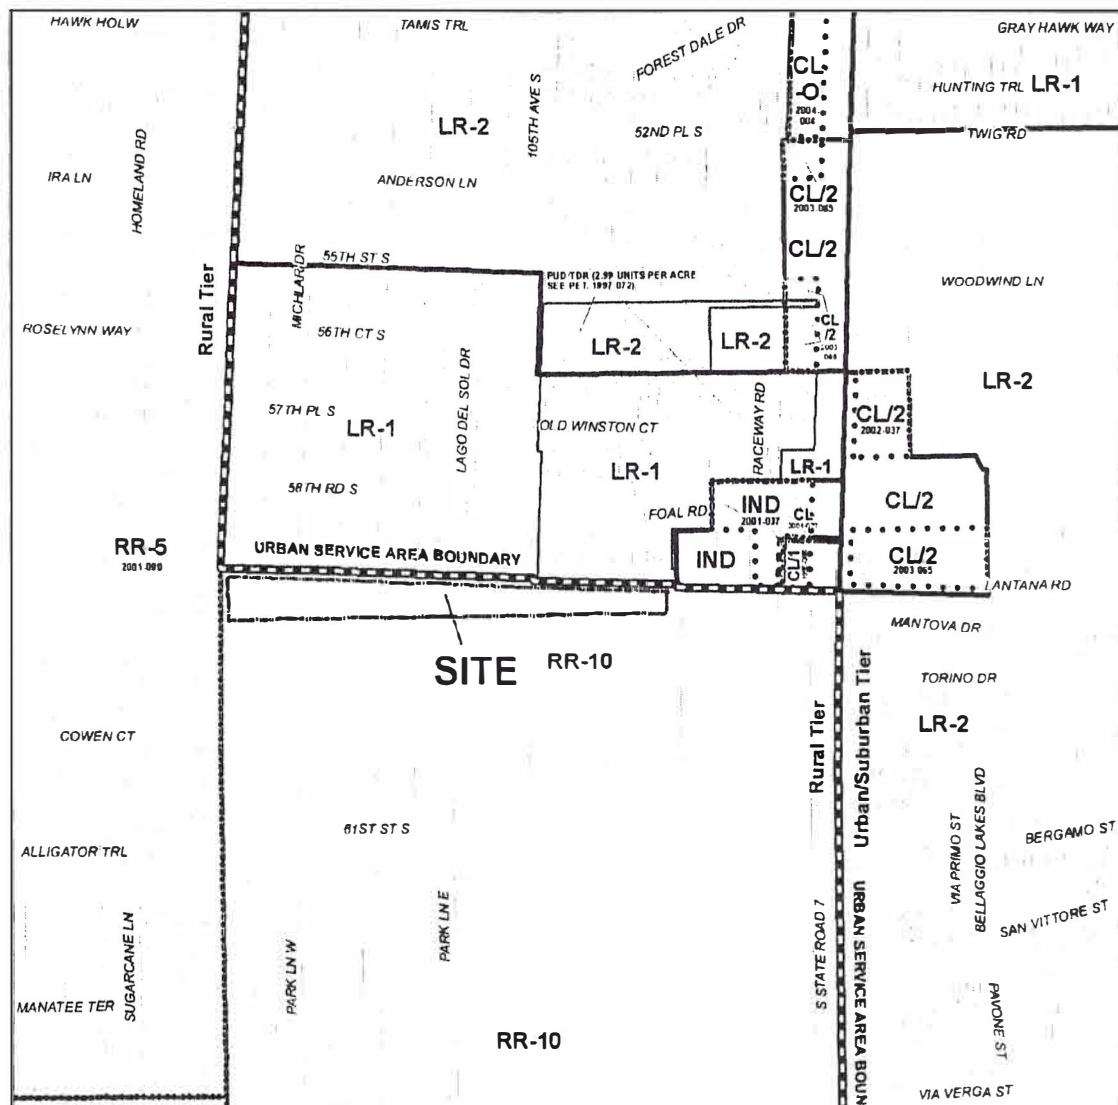 HAWK HOLW
TAMIS TRL
FOREST DALE DR
GRAY HAWK WAY
CL
-O
2004-
004
HUNTING TRL
LR-1
105TH AVE S
LR-2
52ND PL S
TWIG RD
HOMELAND RD
IRA LN
ANDERSON LN
CL/2
CL/2
55TH ST S
MICHLAR DR
Rural Tier
PUD/TDR (2.99 UNITS PER ACRE
SEE PET. 1997 072)
WOODWIND LN
ROSELYNN WAY
56TH CT S
LR-2
LR-2
CL
/2
LR-2
LAGO DEL SOL DR
57TH PL S
LR-1
OLD WINSTON CT
RACEWAY RD
CL/2
2002-037
LR-1
LR-1
58TH RD S
FOAL RD
IND
2001-037
CL
CL/2
RR-5
URBAN SERVICE AREA BOUNDARY
IND
CL/1
CL/2
2003 065
LANTANA RD
MANTOVA DR
SITE
RR-10
TORINO DR
Rural Tier
Urban/Suburban Tier
LR-2
COWEN CT
61ST ST S
VIA PRIMO ST
BELLAGGIO LAKES BLVD
BERGAMO ST
ALLIGATOR TRL
SAN VITTORE ST
SUGARCANE LN
PARK LN W
PARK LN E
S STATE ROAD 7
URBAN SERVICE AREA BOUN
MANATEE TER
PAVONE ST
RR-10
VIA VERGA ST